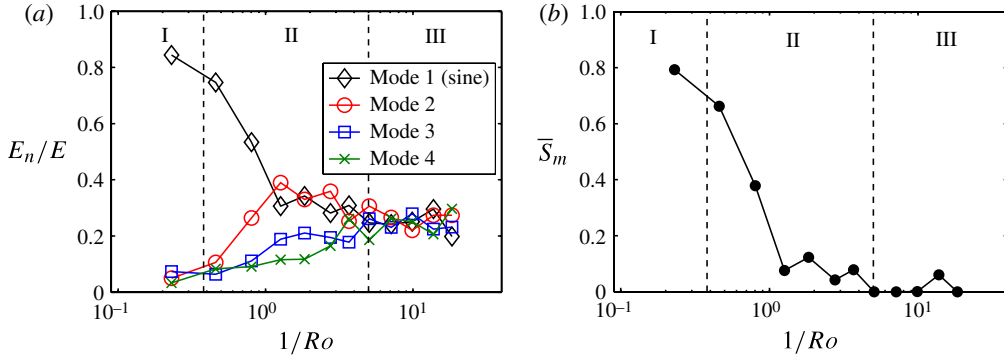 (a)
I II III
Mode 1 (sine)
Mode 2
Mode 3
Mode 4
E_n/E
1.0
0.8
0.6
0.4
0.2
0
10^{-1} 10^0 10^1
1/Ro
(b)
I II III
\overline{S}_m
1.0
0.8
0.6
0.4
0.2
0
10^{-1} 10^0 10^1
1/Ro